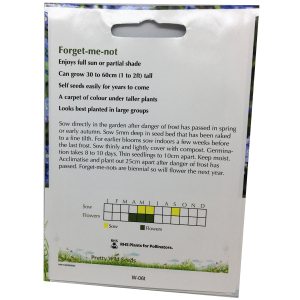 Forget-me-not
Enjoys full sun or partial shade
Can grow 30 to 60cm (1 to 2ft) tall
Self seeds easily for years to come
A carpet of colour under taller plants
Looks best planted in large groups
Sow directly in the garden after danger of frost has passed in spring
or early autumn. Sow 5mm deep in seed bed that has been raked
to a fine tilth. For earlier blooms sow indoors a few weeks before
the last frost. Sow thinly and lightly cover with compost. Germina-
tion takes 8 to 10 days. Thin seedlings to 10cm apart. Keep moist.
Acclimatise and plant out 25cm apart after danger of frost has
passed. Forget-me-nots are biennial so will flower the next year.
J F M A M J J A S O N D
Sow
Flowers
Sow Flowers
RHS Plants for Pollinators.
Pretty Wild Seeds